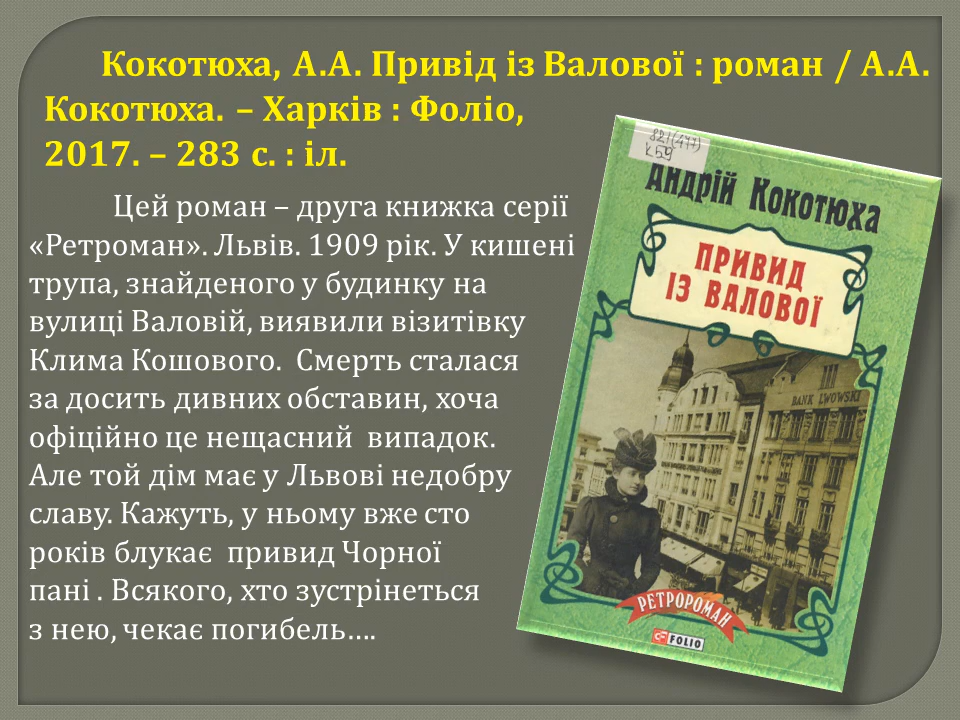 Кокотюха, А.А. Привід із Валової : роман / А.А.
Кокотюха. – Харків : Фоліо,
2017. – 283 с. : іл.
Цей роман – друга книжка серії
«Ретроман». Львів. 1909 рік. У кишені
трупа, знайденого у будинку на
вулиці Валовій, виявили візитівку
Клима Кошового. Смерть сталася
за досить дивних обставин, хоча
офіційно це нещасний випадок.
Але той дім має у Львові недобру
славу. Кажуть, у ньому вже сто
років блукає привид Чорної
пані . Всякого, хто зустрінеться
з нею, чекає погибель….
821(477)
К59
Андрій Кокотюха
ПРИВИД
ІЗ ВАЛОВОЇ
BANK LWOWSKI
РЕТРОРОМАН
FOLIO